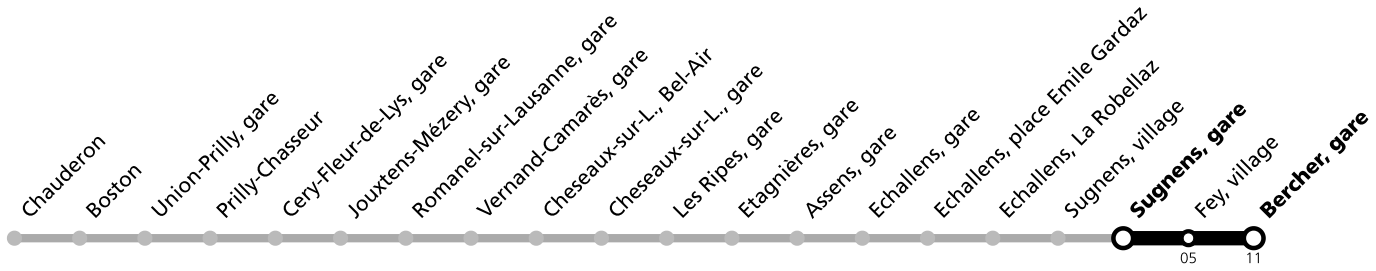 Chauderon
Boston
Union-Prilly, gare
Prilly-Chasseur
Cery-Fleur-de-Lys, gare
Jouxtens-Mézery, gare
Romanel-sur-Lausanne, gare
Vernand-Camarès, gare
Cheseaux-sur-L., Bel-Air
Cheseaux-sur-L., gare
Les Ripes, gare
Etagnières, gare
Assens, gare
Echallens, gare
Echallens, place Emile Gardaz
Echallens, La Robellaz
Sugnens, village
Sugnens, gare
Fey, village
Bercher, gare
05
11